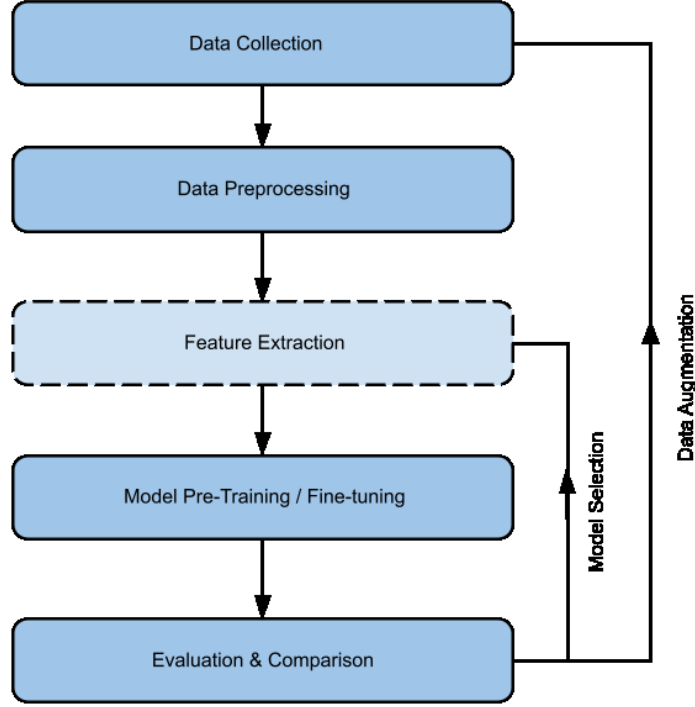 Data Collection
Data Preprocessing
Feature Extraction
Model Pre-Training / Fine-tuning
Evaluation & Comparison
Model Selection
Data Augmentation